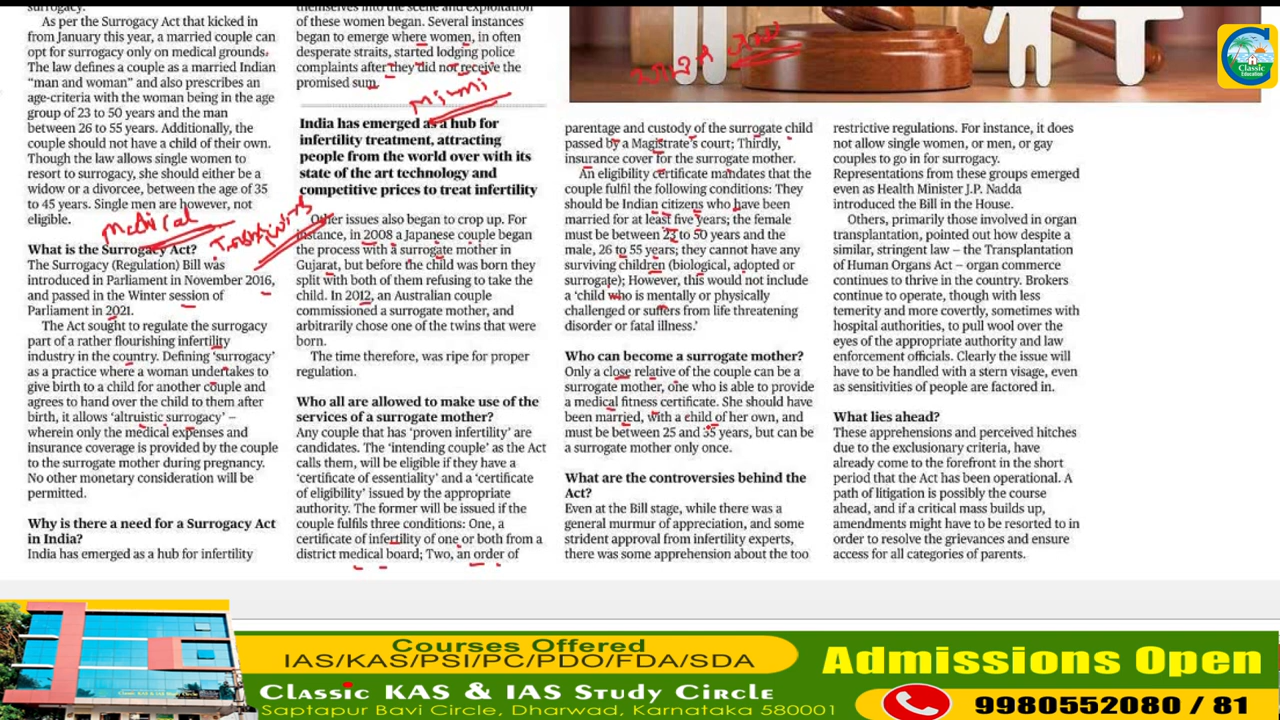 surrogacy.
As per the Surrogacy Act that kicked in
from January this year, a married couple can
opt for surrogacy only on medical grounds.
The law defines a couple as a married Indian
“man and woman” and also prescribes an
age-criteria with the woman being in the age
group of 23 to 50 years and the man
between 26 to 55 years. Additionally, the
couple should not have a child of their own.
Though the law allows single women to
resort to surrogacy, she should either be a
widow or a divorcee, between the age of 35
to 45 years. Single men are however, not
eligible.
Medical
What is the Surrogacy Act?
The Surrogacy (Regulation) Bill was
introduced in Parliament in November 2016,
and passed in the Winter session of
Parliament in 2021.
The Act sought to regulate the surrogacy
part of a rather flourishing infertility
industry in the country. Defining ‘surrogacy’
as a practice where a woman undertakes to
give birth to a child for another couple and
agrees to hand over the child to them after
birth, it allows ‘altruistic surrogacy’ –
wherein only the medical expenses and
insurance coverage is provided by the couple
to the surrogate mother during pregnancy.
No other monetary consideration will be
permitted.
Why is there a need for a Surrogacy Act
in India?
India has emerged as a hub for infertility
themselves into the scene and exploitation
of these women began. Several instances
began to emerge where women, in often
desperate straits, started lodging police
complaints after they did not receive the
promised sum.
India has emerged as a hub for
infertility treatment, attracting
people from the world over with its
state of the art technology and
competitive prices to treat infertility
Other issues also began to crop up. For
instance, in 2008 a Japanese couple began
the process with a surrogate mother in
Gujarat, but before the child was born they
split with both of them refusing to take the
child. In 2012, an Australian couple
commissioned a surrogate mother, and
arbitrarily chose one of the twins that were
born.
The time therefore, was ripe for proper
regulation.
Who all are allowed to make use of the
services of a surrogate mother?
Any couple that has ‘proven infertility’ are
candidates. The ‘intending couple’ as the Act
calls them, will be eligible if they have a
‘certificate of essentiality’ and a ‘certificate
of eligibility’ issued by the appropriate
authority. The former will be issued if the
couple fulfils three conditions: One, a
certificate of infertility of one or both from a
district medical board; Two, an order of
parentage and custody of the surrogate child
passed by a Magistrate’s court; Thirdly,
insurance cover for the surrogate mother.
An eligibility certificate mandates that the
couple fulfil the following conditions: They
should be Indian citizens who have been
married for at least five years; the female
must be between 23 to 50 years and the
male, 26 to 55 years; they cannot have any
surviving children (biological, adopted or
surrogate); However, this would not include
a ‘child who is mentally or physically
challenged or suffers from life threatening
disorder or fatal illness.’
Who can become a surrogate mother?
Only a close relative of the couple can be a
surrogate mother, one who is able to provide
a medical fitness certificate. She should have
been married, with a child of her own, and
must be between 25 and 35 years, but can be
a surrogate mother only once.
What are the controversies behind the
Act?
Even at the Bill stage, while there was a
general murmur of appreciation, and some
strident approval from infertility experts,
there was some apprehension about the too
restrictive regulations. For instance, it does
not allow single women, or men, or gay
couples to go in for surrogacy.
Representations from these groups emerged
even as Health Minister J.P. Nadda
introduced the Bill in the House.
Others, primarily those involved in organ
transplantation, pointed out how despite a
similar, stringent law – the Transplantation
of Human Organs Act – organ commerce
continues to thrive in the country. Brokers
continue to operate, though with less
temerity and more covertly, sometimes with
hospital authorities, to pull wool over the
eyes of the appropriate authority and law
enforcement officials. Clearly the issue will
have to be handled with a stern visage, even
as sensitivities of people are factored in.
What lies ahead?
These apprehensions and perceived hitches
due to the exclusionary criteria, have
already come to the forefront in the short
period that the Act has been operational. A
path of litigation is possibly the course
ahead, and if a critical mass builds up,
amendments might have to be resorted to in
order to resolve the grievances and ensure
access for all categories of parents.
Classic
Education
Courses Offered
IAS/KAS/PSI/PC/PDO/FDA/SDA
Classic KAS & IAS Study Circle
Saptapur Bavi Circle, Dharwad, Karnataka 580001
Admissions Open
9980552080 / 81